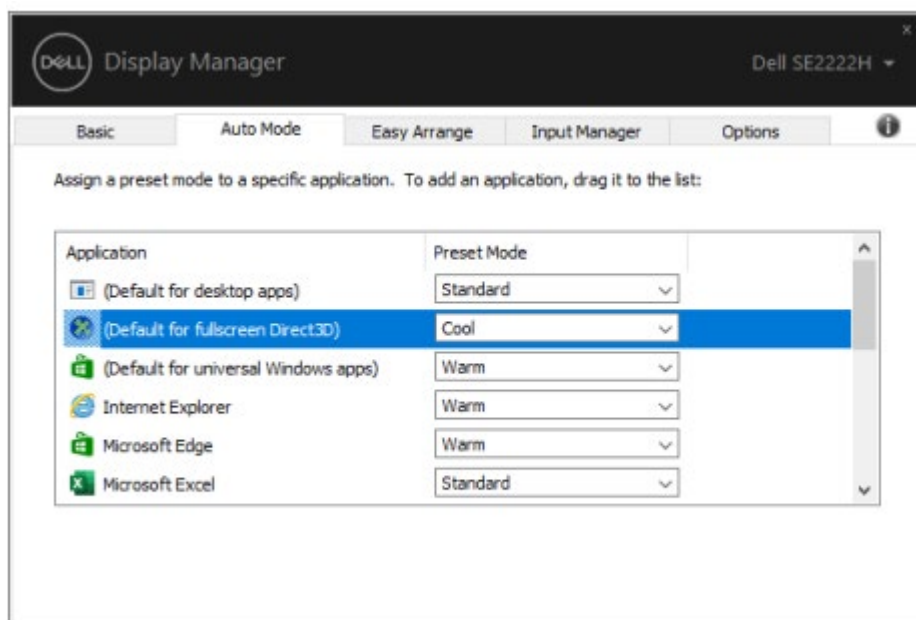 x
DELL Display Manager Dell SE2222H
Basic Auto Mode Easy Arrange Input Manager Options
Assign a preset mode to a specific application. To add an application, drag it to the list:
Application Preset Mode
(Default for desktop apps) Standard
(Default for fullscreen Direct3D) Cool
(Default for universal Windows apps) Warm
Internet Explorer Warm
Microsoft Edge Warm
Microsoft Excel Standard